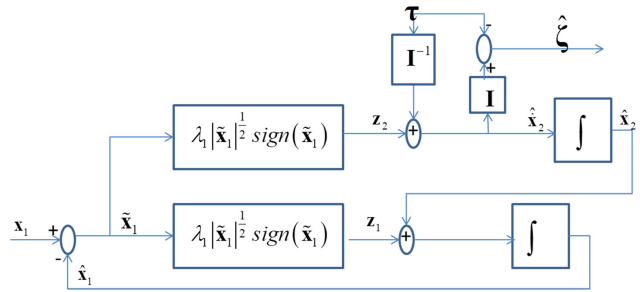 τ
-
ζ̂
I⁻¹
+
I
λ₁|x̃₁|^½ sign(x̃₁)
z₂
+
x̂̇₂
∫
x̂₂
x₁
+
x̃₁
λ₁|x̃₁|^½ sign(x̃₁)
z₁
+
∫
-
x̂₁